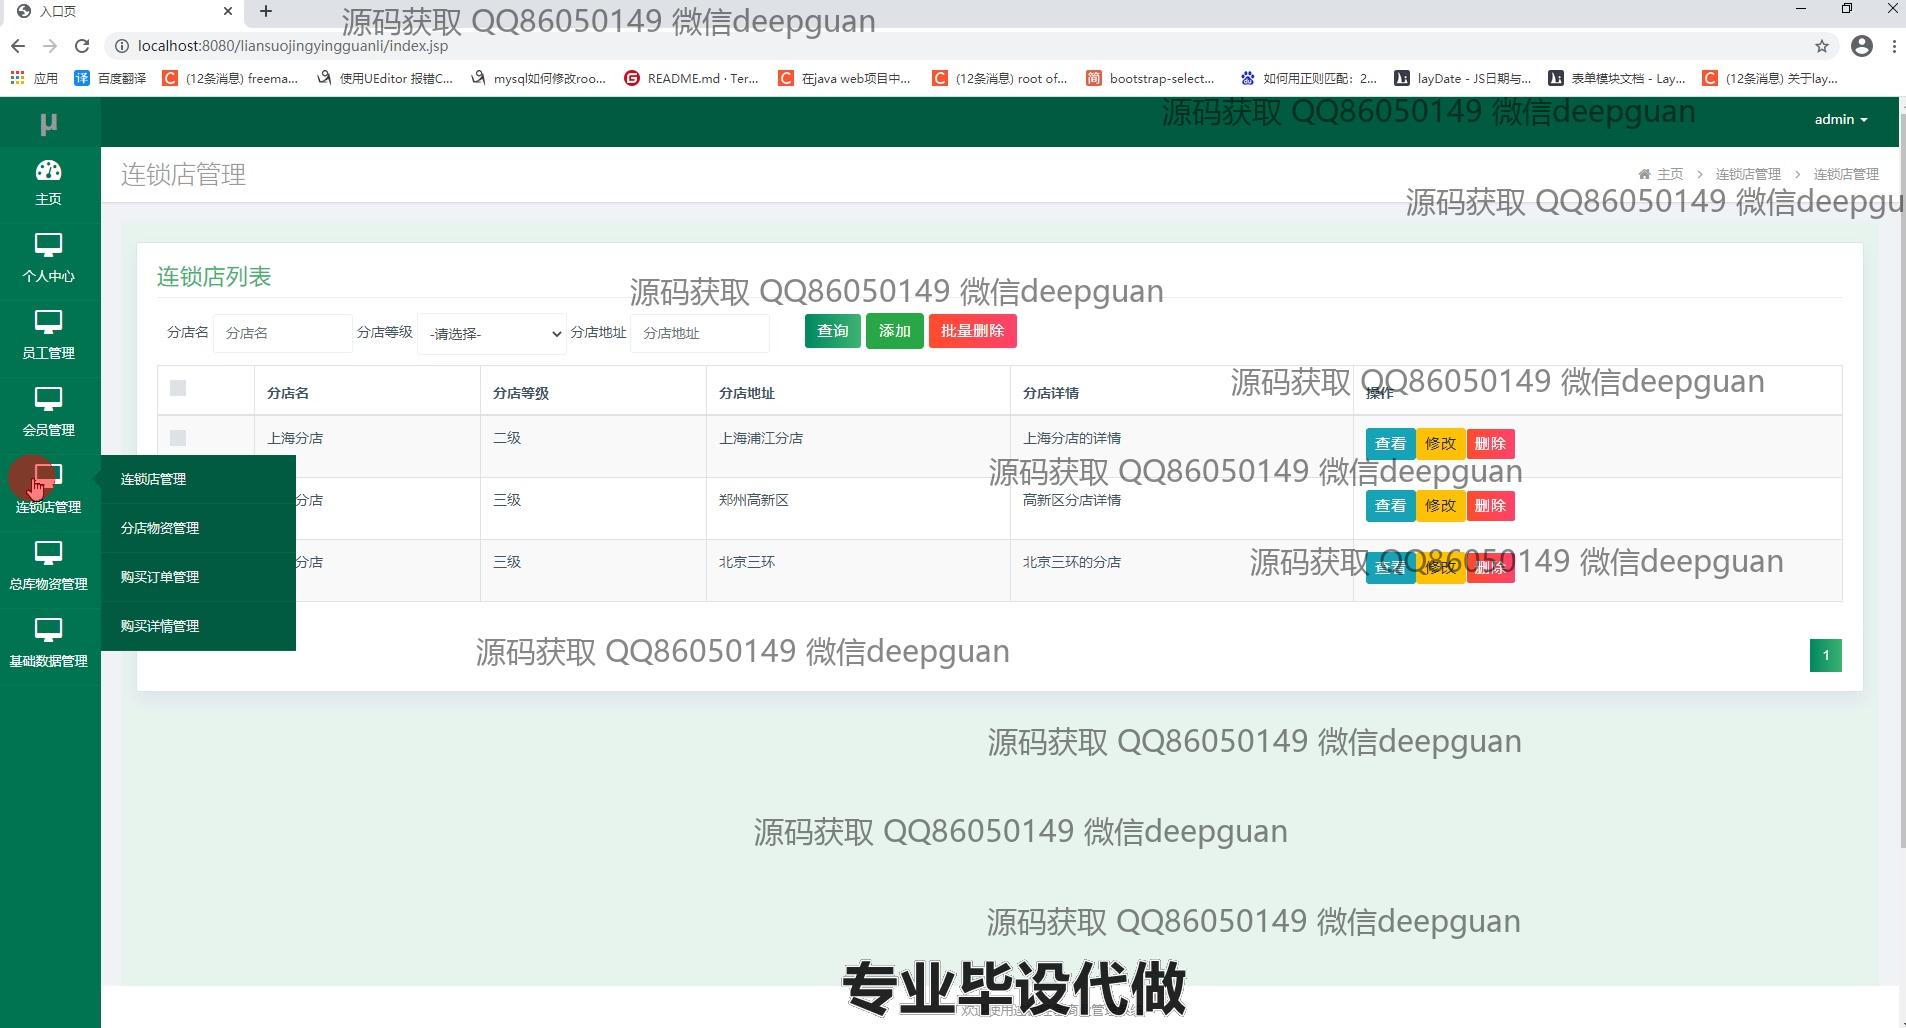 入口页
源码获取 QQ86050149 微信deepguan
localhost:8080/liansuojingyingguanli/index.jsp
应用 百度翻译 (12条消息) freema... 使用UEditor 报错C... mysql如何修改roo... README.md · Ter... 在java web项目中... (12条消息) root of... bootstrap-select... 如何用正则匹配：2... layDate - JS日期与... 表单模块文档 - Lay... (12条消息) 关于lay...
源码获取 QQ86050149 微信deepguan
µ
admin
主页
连锁店管理
主页 > 连锁店管理 > 连锁店管理
源码获取 QQ86050149 微信deepgu
个人中心
连锁店列表
源码获取 QQ86050149 微信deepguan
分店名 分店名 分店等级 -请选择- 分店地址 分店地址 查询 添加 批量删除
员工管理
源码获取 QQ86050149 微信deepguan
分店名 分店等级 分店地址 分店详情 操作
会员管理
上海分店 二级 上海浦江分店 上海分店的详情 查看 修改 删除
源码获取 QQ86050149 微信deepguan
连锁店管理
连锁店管理
分店 三级 郑州高新区 高新区分店详情 查看 修改 删除
分店物资管理
源码获取 QQ86050149 微信deepguan
分店 三级 北京三环 北京三环的分店 查看 修改 删除
购买订单管理
总库物资管理
购买详情管理
源码获取 QQ86050149 微信deepguan
1
基础数据管理
源码获取 QQ86050149 微信deepguan
源码获取 QQ86050149 微信deepguan
源码获取 QQ86050149 微信deepguan
专业毕设代做